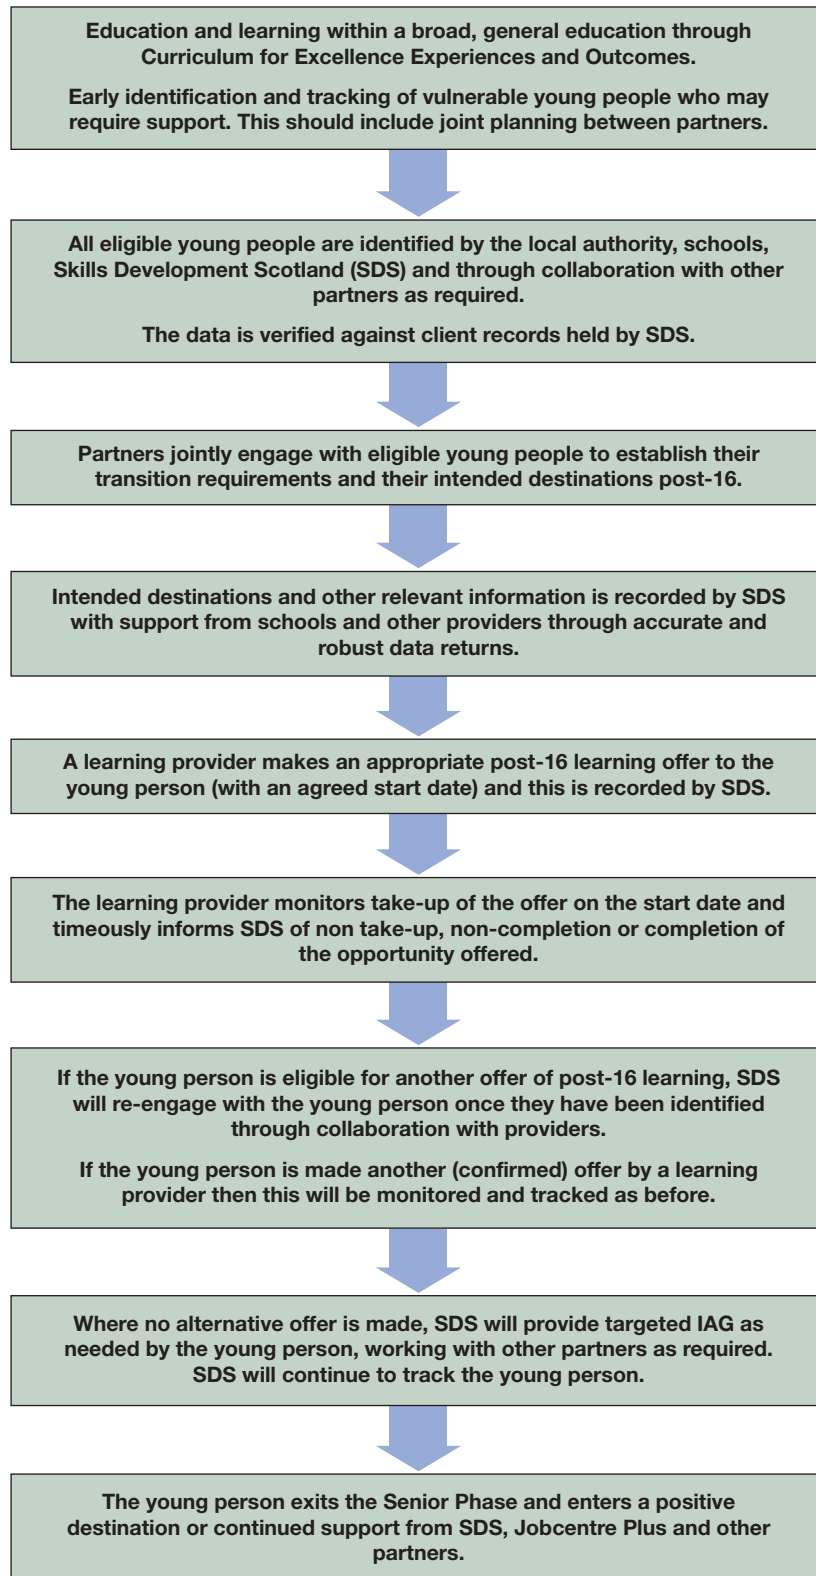 Education and learning within a broad, general education through
Curriculum for Excellence Experiences and Outcomes.
Early identification and tracking of vulnerable young people who may
require support. This should include joint planning between partners.
All eligible young people are identified by the local authority, schools,
Skills Development Scotland (SDS) and through collaboration with other
partners as required.
The data is verified against client records held by SDS.
Partners jointly engage with eligible young people to establish their
transition requirements and their intended destinations post-16.
Intended destinations and other relevant information is recorded by SDS
with support from schools and other providers through accurate and
robust data returns.
A learning provider makes an appropriate post-16 learning offer to the
young person (with an agreed start date) and this is recorded by SDS.
The learning provider monitors take-up of the offer on the start date and
timeously informs SDS of non take-up, non-completion or completion of
the opportunity offered.
If the young person is eligible for another offer of post-16 learning, SDS
will re-engage with the young person once they have been identified
through collaboration with providers.
If the young person is made another (confirmed) offer by a learning
provider then this will be monitored and tracked as before.
Where no alternative offer is made, SDS will provide targeted IAG as
needed by the young person, working with other partners as required.
SDS will continue to track the young person.
The young person exits the Senior Phase and enters a positive
destination or continued support from SDS, Jobcentre Plus and other
partners.